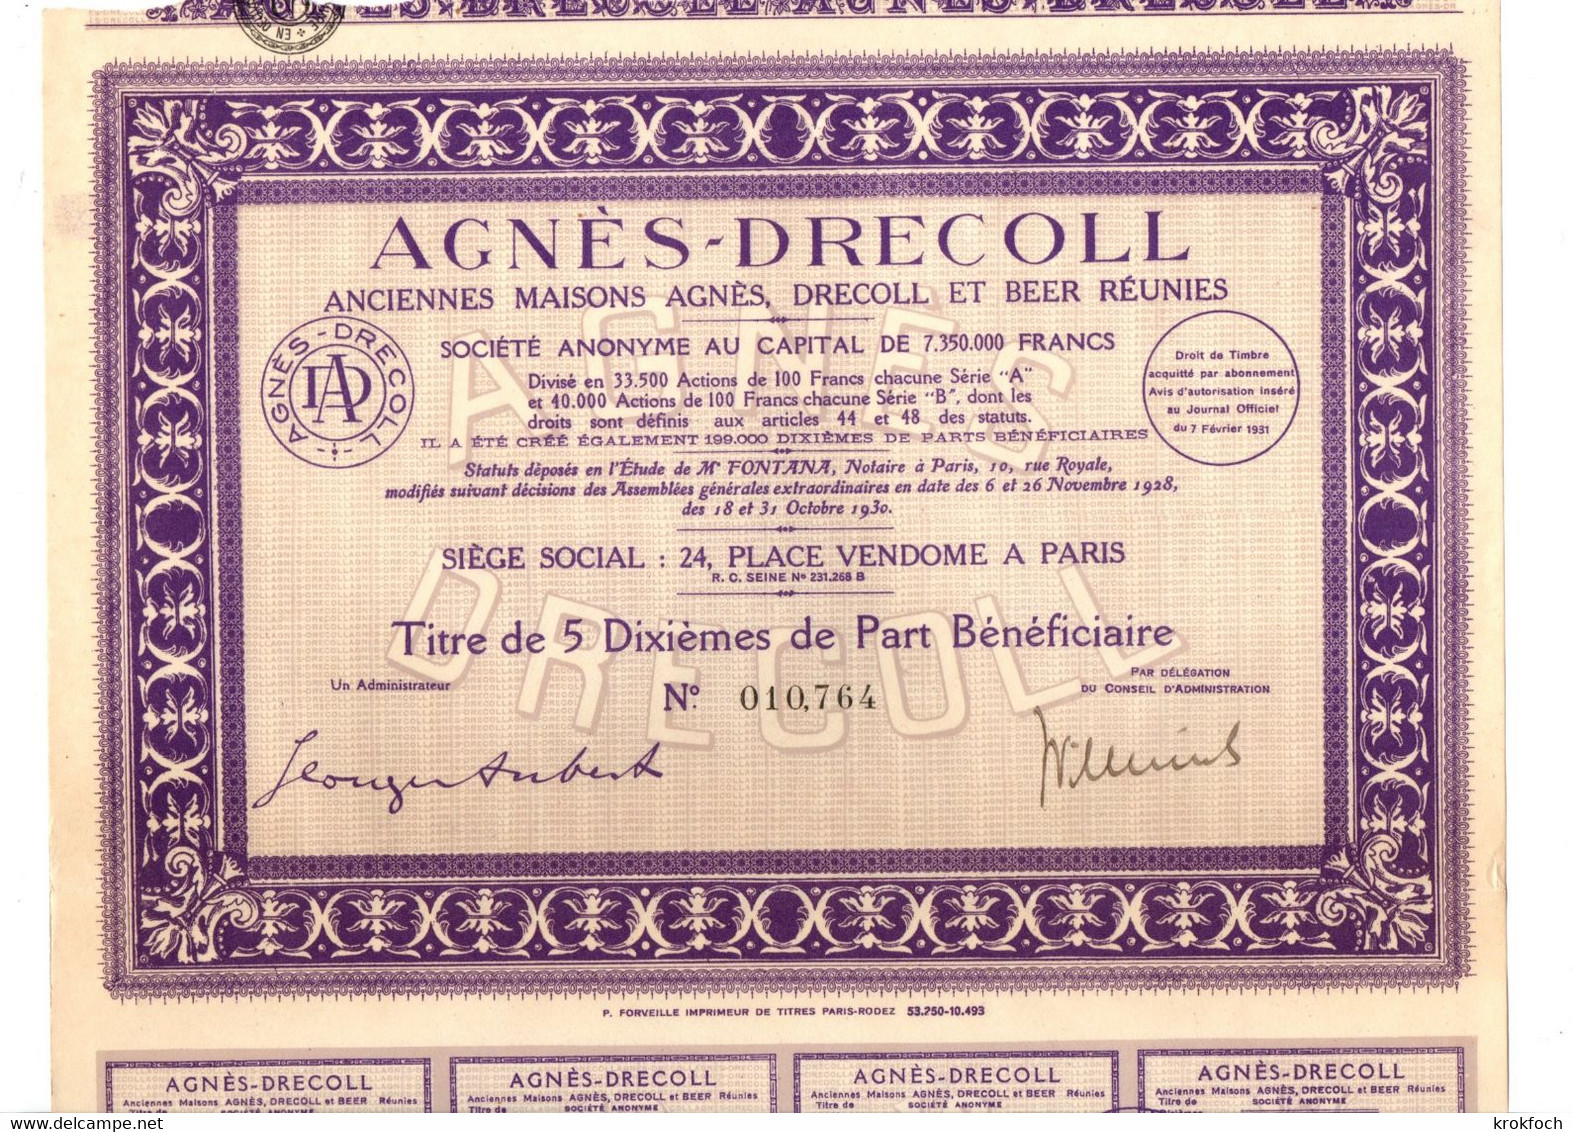 AGNÈS-DRECOLL
ANCIENNES MAISONS AGNÈS, DRECOLL ET BEER RÉUNIES
SOCIÉTÉ ANONYME AU CAPITAL DE 7.350.000 FRANCS
Divisé en 33.500 Actions de 100 Francs chacune Série "A"
et 40.000 Actions de 100 Francs chacune Série "B", dont les
droits sont définis aux articles 44 et 48 des statuts.
IL A ÉTÉ CRÉÉ ÉGALEMENT 199.000 DIXIÈMES DE PARTS BÉNÉFICIAIRES
AGNÈS-DRECOLL
AD
Droit de Timbre
acquitté par abonnement
Avis d'autorisation inséré
au Journal Officiel
du 7 Février 1931
Statuts déposés en l'Étude de Mᵉ FONTANA, Notaire à Paris, 10, rue Royale,
modifiés suivant décisions des Assemblées générales extraordinaires en date des 6 et 26 Novembre 1928,
des 18 et 31 Octobre 1930.
SIÈGE SOCIAL : 24, PLACE VENDOME A PARIS
R. C. SEINE Nº 231.268 B
Titre de 5 Dixièmes de Part Bénéficiaire
Un Administrateur
Nº 010,764
PAR DÉLÉGATION
DU CONSEIL D'ADMINISTRATION
AGNÈS
DRECOLL
P. FORVEILLE IMPRIMEUR DE TITRES PARIS-RODEZ 53.250-10.493
AGNÈS-DRECOLL AGNÈS-DRECOLL AGNÈS-DRECOLL AGNÈS-DRECOLL
Anciennes Maisons AGNÈS, DRECOLL et BEER Réunies Anciennes Maisons AGNÈS, DRECOLL et BEER Réunies Anciennes Maisons AGNÈS, DRECOLL et BEER Réunies Anciennes Maisons AGNÈS, DRECOLL et BEER Réunies
Titre de SOCIÉTÉ ANONYME Titre de SOCIÉTÉ ANONYME Titre de SOCIÉTÉ ANONYME Titre de SOCIÉTÉ ANONYME
delcampe.net
krokfoch